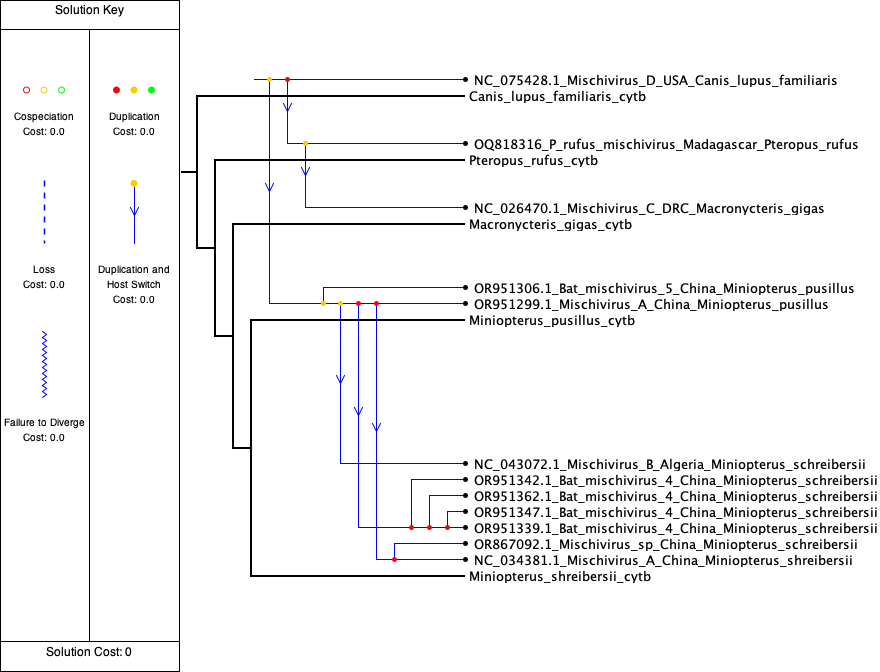 Solution Key
Cospeciation
Cost: 0.0
Duplication
Cost: 0.0
Loss
Cost: 0.0
Duplication and
Host Switch
Cost: 0.0
Failure to Diverge
Cost: 0.0
Solution Cost: 0
NC_075428.1_Mischivirus_D_USA_Canis_lupus_familiaris
Canis_lupus_familiaris_cytb
OQ818316_P_rufus_mischivirus_Madagascar_Pteropus_rufus
Pteropus_rufus_cytb
NC_026470.1_Mischivirus_C_DRC_Macronycteris_gigas
Macronycteris_gigas_cytb
OR951306.1_Bat_mischivirus_5_China_Miniopterus_pusillus
OR951299.1_Mischivirus_A_China_Miniopterus_pusillus
Miniopterus_pusillus_cytb
NC_043072.1_Mischivirus_B_Algeria_Miniopterus_schreibersii
OR951342.1_Bat_mischivirus_4_China_Miniopterus_schreibersii
OR951362.1_Bat_mischivirus_4_China_Miniopterus_schreibersii
OR951347.1_Bat_mischivirus_4_China_Miniopterus_schreibersii
OR951339.1_Bat_mischivirus_4_China_Miniopterus_schreibersii
OR867092.1_Mischivirus_sp_China_Miniopterus_schreibersii
NC_034381.1_Mischivirus_A_China_Miniopterus_shreibersii
Miniopterus_shreibersii_cytb